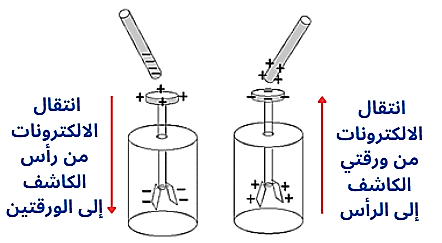 انتقال
الالكترونات
من ورقتي
الكاشف
إلى الرأس
انتقال
الالكترونات
من رأس
الكاشف
إلى الورقتين